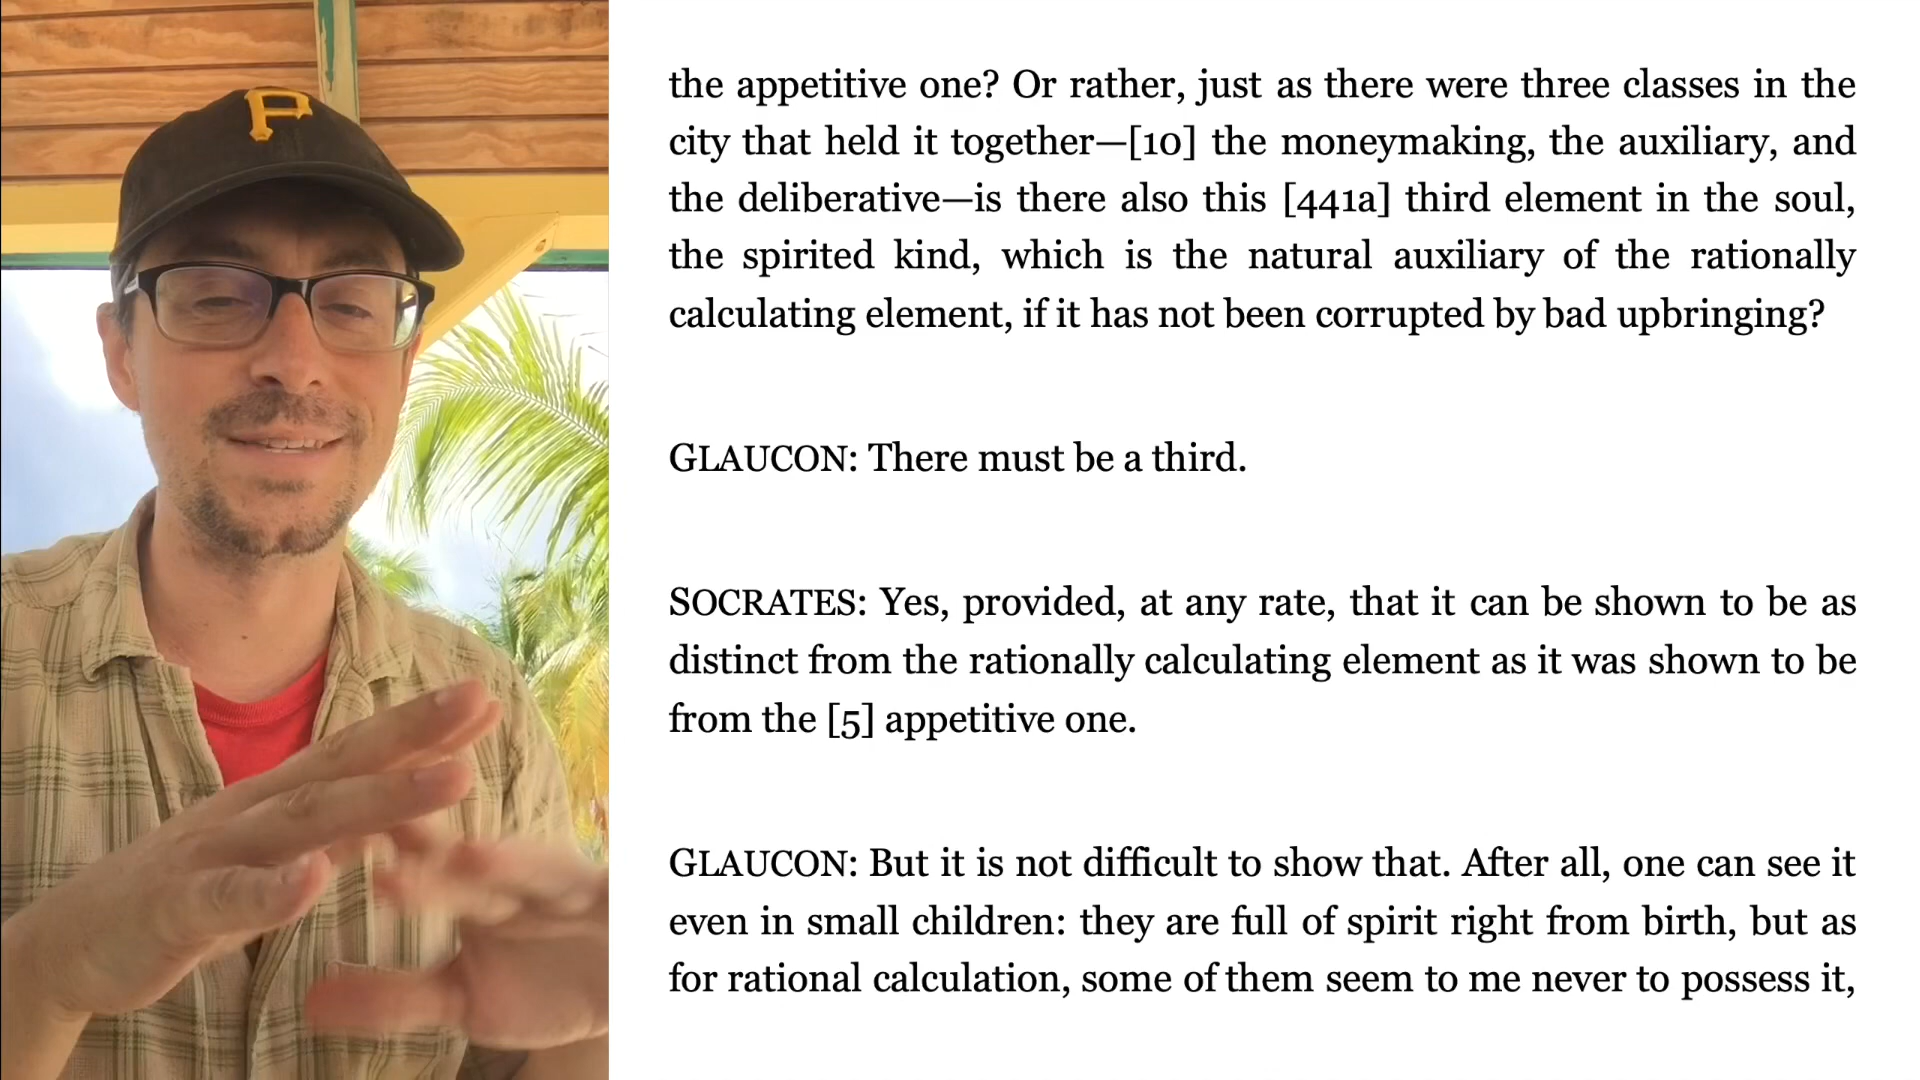 P
the appetitive one? Or rather, just as there were three classes in the
city that held it together—[10] the moneymaking, the auxiliary, and
the deliberative—is there also this [441a] third element in the soul,
the spirited kind, which is the natural auxiliary of the rationally
calculating element, if it has not been corrupted by bad upbringing?
GLAUCON: There must be a third.
SOCRATES: Yes, provided, at any rate, that it can be shown to be as
distinct from the rationally calculating element as it was shown to be
from the [5] appetitive one.
GLAUCON: But it is not difficult to show that. After all, one can see it
even in small children: they are full of spirit right from birth, but as
for rational calculation, some of them seem to me never to possess it,